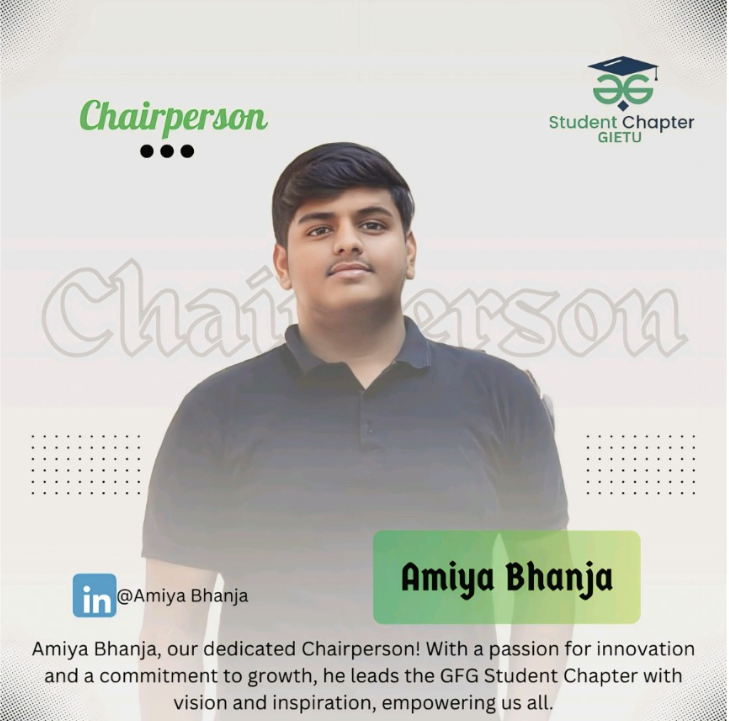 Chairperson
Student Chapter
GIETU
Chairperson
Amiya Bhanja
in @Amiya Bhanja
Amiya Bhanja, our dedicated Chairperson! With a passion for innovation
and a commitment to growth, he leads the GFG Student Chapter with
vision and inspiration, empowering us all.